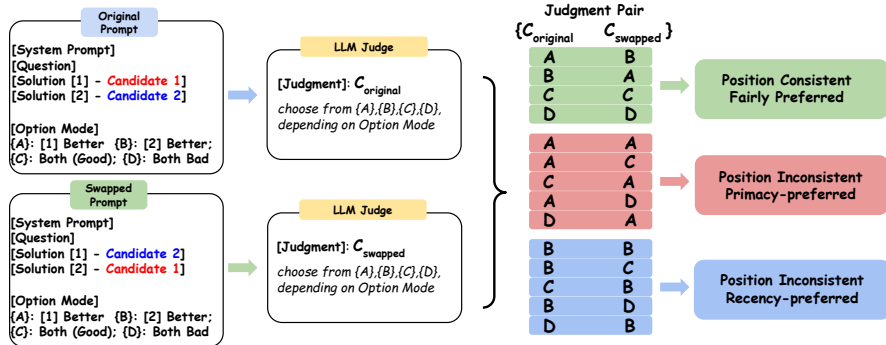 Original
Prompt
[System Prompt]
[Question]
[Solution [1] - Candidate 1]
[Solution [2] - Candidate 2]
[Option Mode]
{A}: [1] Better {B}: [2] Better;
{C}: Both (Good); {D}: Both Bad
Swapped
Prompt
[System Prompt]
[Question]
[Solution [1] - Candidate 2]
[Solution [2] - Candidate 1]
[Option Mode]
{A}: [1] Better {B}: [2] Better;
{C}: Both (Good); {D}: Both Bad
LLM Judge
[Judgment]: C original
choose from {A},{B},{C},{D},
depending on Option Mode
LLM Judge
[Judgment]: C swapped
choose from {A},{B},{C},{D},
depending on Option Mode
Judgment Pair
{C original C swapped }
A B
B A
C C
D D
A A
A C
C A
A D
D A
B B
B C
C B
B D
D B
Position Consistent
Fairly Preferred
Position Inconsistent
Primacy-preferred
Position Inconsistent
Recency-preferred